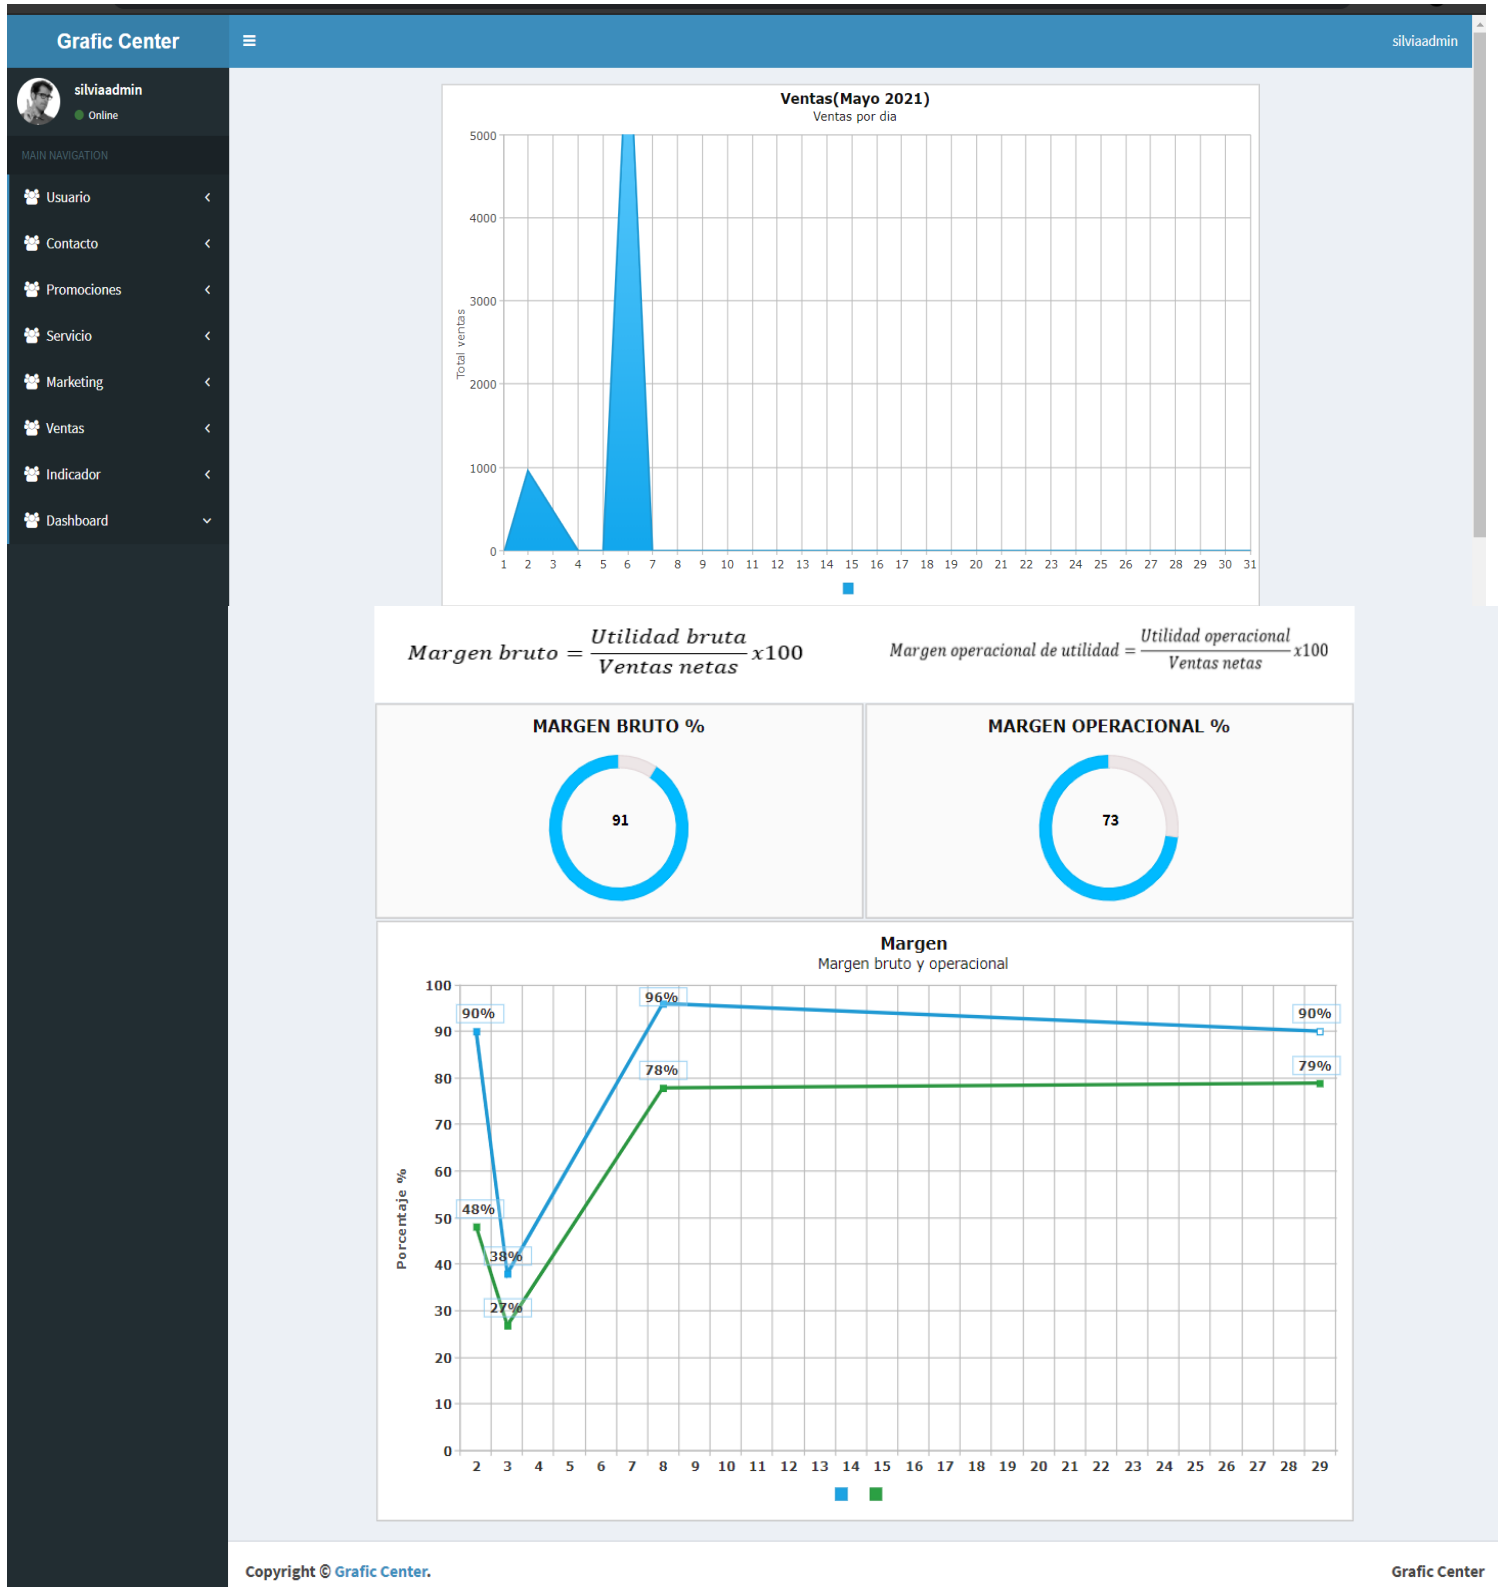 Grafic Center
silviaadmin
silviaadmin
Online
MAIN NAVIGATION
Usuario
Contacto
Promociones
Servicio
Marketing
Ventas
Indicador
Dashboard
Ventas(Mayo 2021)
Ventas por dia
Total ventas
5000
4000
3000
2000
1000
0
1 2 3 4 5 6 7 8 9 10 11 12 13 14 15 16 17 18 19 20 21 22 23 24 25 26 27 28 29 30 31
Margen bruto = Utilidad bruta / Ventas netas x100
Margen operacional de utilidad = Utilidad operacional / Ventas netas x100
MARGEN BRUTO %
91
MARGEN OPERACIONAL %
73
Margen
Margen bruto y operacional
Porcentaje %
100
90
80
70
60
50
40
30
20
10
0
90%
96%
90%
78%
79%
48%
38%
27%
2 3 4 5 6 7 8 9 10 11 12 13 14 15 16 17 18 19 20 21 22 23 24 25 26 27 28 29
Copyright © Grafic Center.
Grafic Center